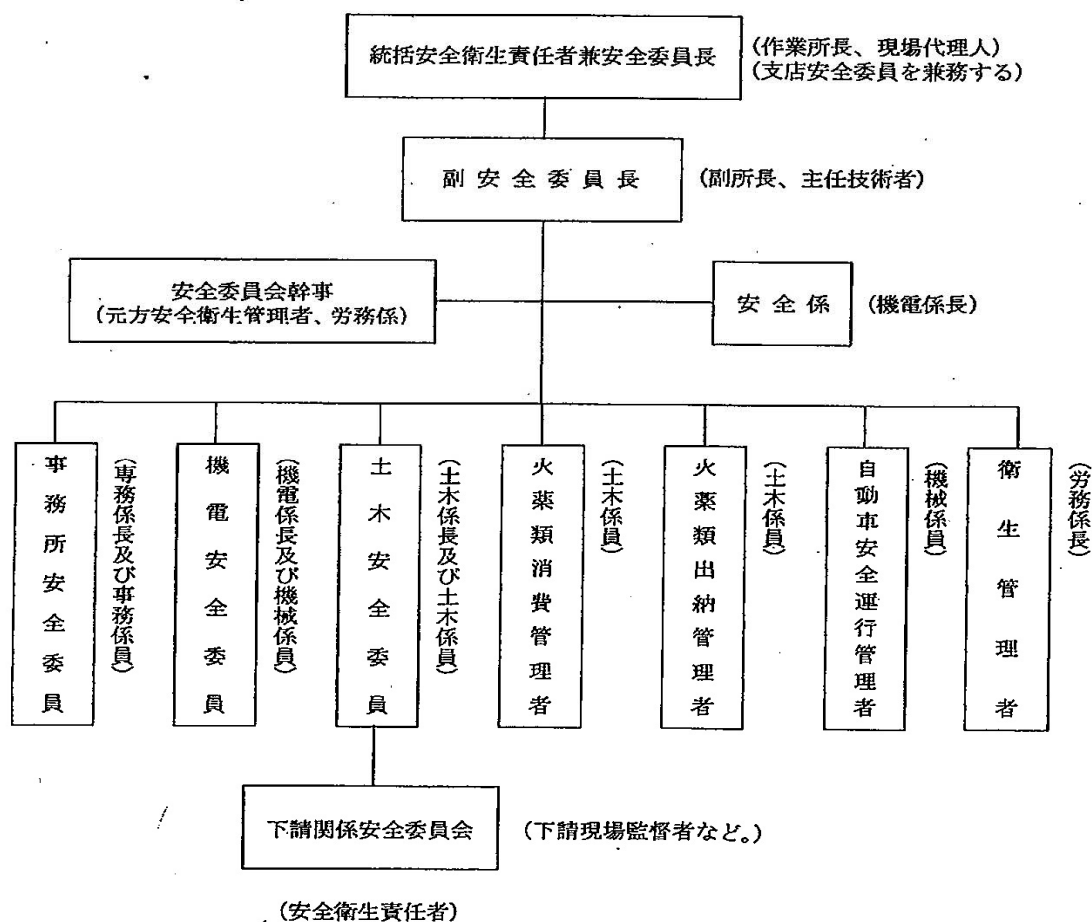 統括安全衛生責任者兼安全委員長
(作業所長、現場代理人)
(支店安全委員を兼務する)
副安全委員長
(副所長、主任技術者)
安全委員会幹事
(元方安全衛生管理者、労務係)
安全係
(機電係長)
事務所安全委員
(専務係長及び事務係員)
機電安全委員
(機電係長及び機械係員)
土木安全委員
(土木係長及び土木係員)
火薬類消費管理者
(土木係員)
火薬類出納管理者
(土木係員)
自動車安全運行管理者
(機械係員)
衛生管理者
(労務係長)
下請関係安全委員会
(下請現場監督者など。)
(安全衛生責任者)